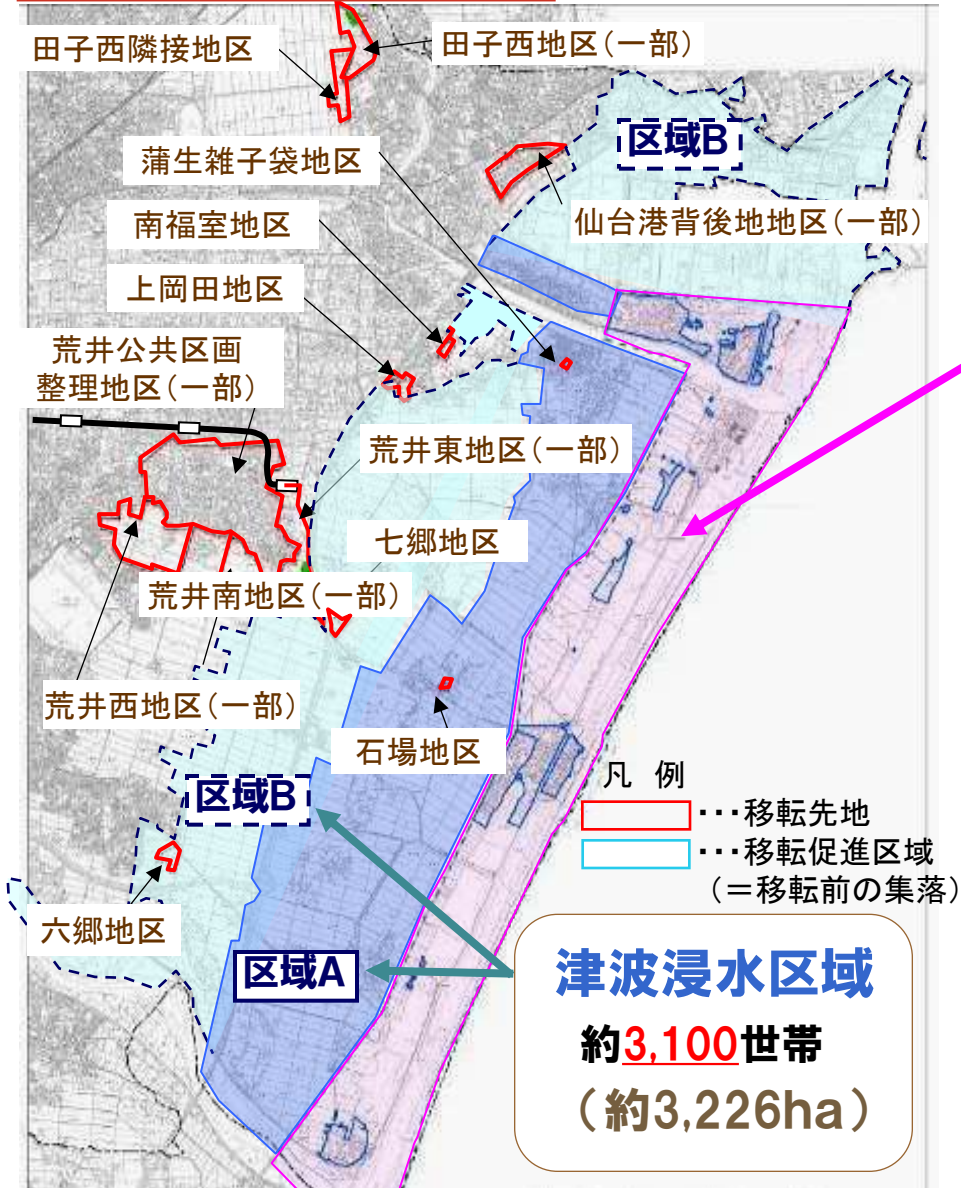 田子西隣接地区
田子西地区(一部)
区域B
蒲生雑子袋地区
仙台港背後地地区(一部)
南福室地区
上岡田地区
荒井公共区画
整理地区(一部)
荒井東地区(一部)
七郷地区
荒井南地区(一部)
荒井西地区(一部)
石場地区
凡 例
・・・移転先地
・・・移転促進区域
(=移転前の集落)
区域B
六郷地区
区域A
津波浸水区域
約3,100世帯
(約3,226ha)